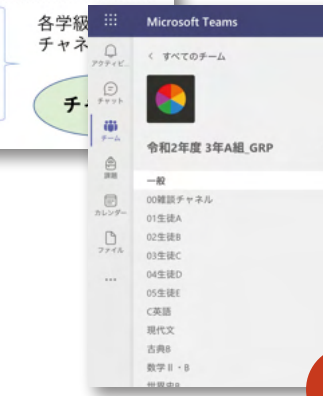 各学級
チャネ
チャ
Microsoft Teams
アクティビ...
チャット
チーム
課題
カレンダー
ファイル
...
< すべてのチーム
令和2年度 3年A組_GRP
一般
00雑談チャネル
01生徒A
02生徒B
03生徒C
04生徒D
05生徒E
C英語
現代文
古典B
数学Ⅱ・B
世界史B